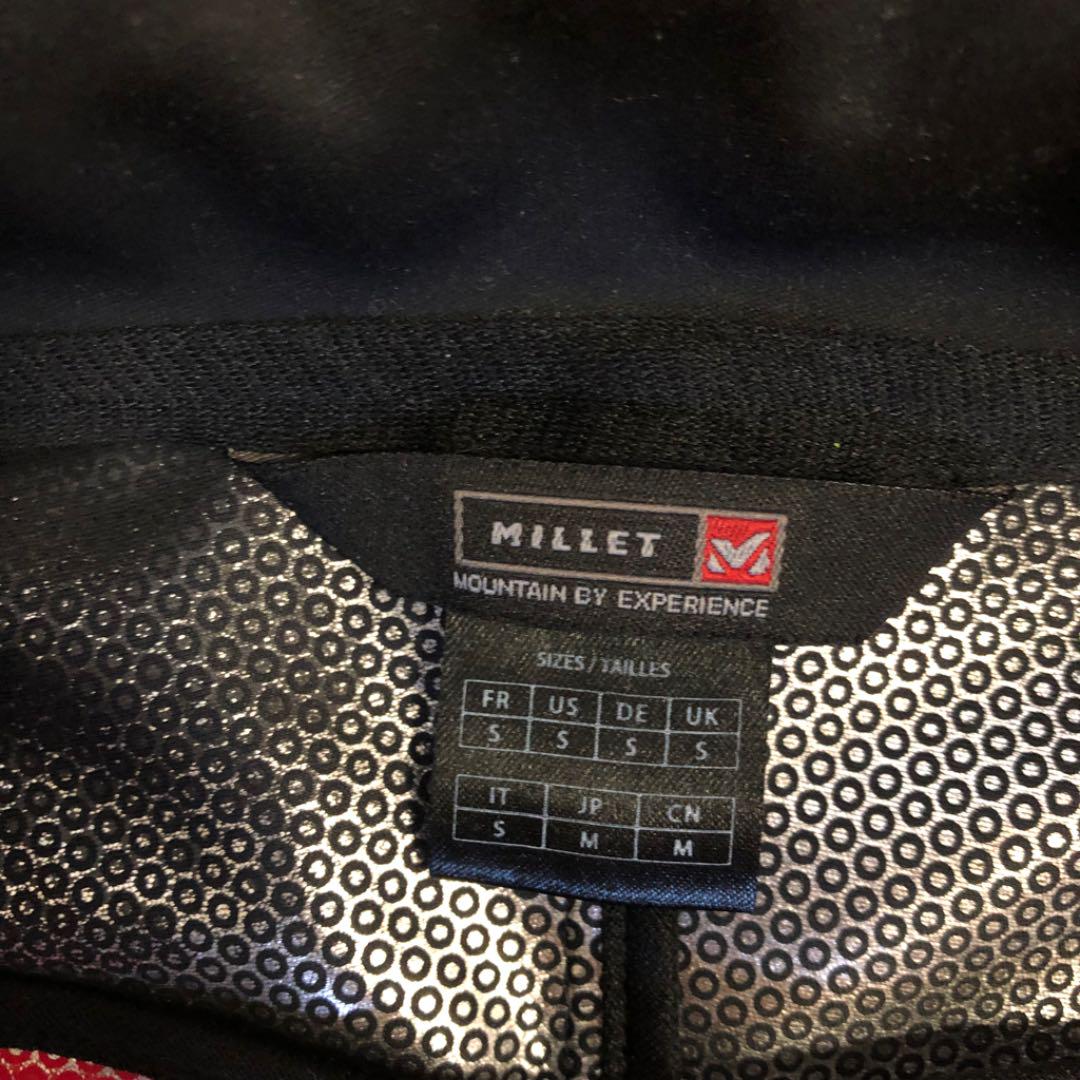 MILLET
MOUNTAIN BY EXPERIENCE
SIZES / TAILLES
FR US DE UK
S S S S
IT JP CN
S M M